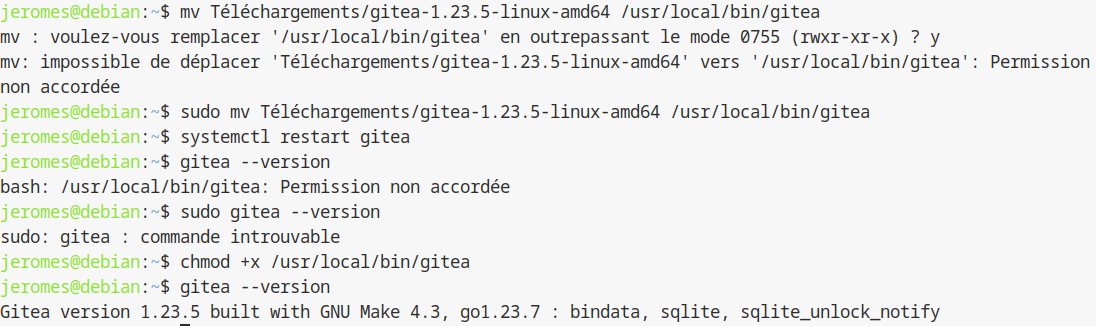 jeromes@debian:~$ mv Téléchargements/gitea-1.23.5-linux-amd64 /usr/local/bin/gitea
mv : voulez-vous remplacer '/usr/local/bin/gitea' en outrepassant le mode 0755 (rwxr-xr-x) ? y
mv: impossible de déplacer 'Téléchargements/gitea-1.23.5-linux-amd64' vers '/usr/local/bin/gitea': Permission
non accordée
jeromes@debian:~$ sudo mv Téléchargements/gitea-1.23.5-linux-amd64 /usr/local/bin/gitea
jeromes@debian:~$ systemctl restart gitea
jeromes@debian:~$ gitea --version
bash: /usr/local/bin/gitea: Permission non accordée
jeromes@debian:~$ sudo gitea --version
sudo: gitea : commande introuvable
jeromes@debian:~$ chmod +x /usr/local/bin/gitea
jeromes@debian:~$ gitea --version
Gitea version 1.23.5 built with GNU Make 4.3, go1.23.7 : bindata, sqlite, sqlite_unlock_notify